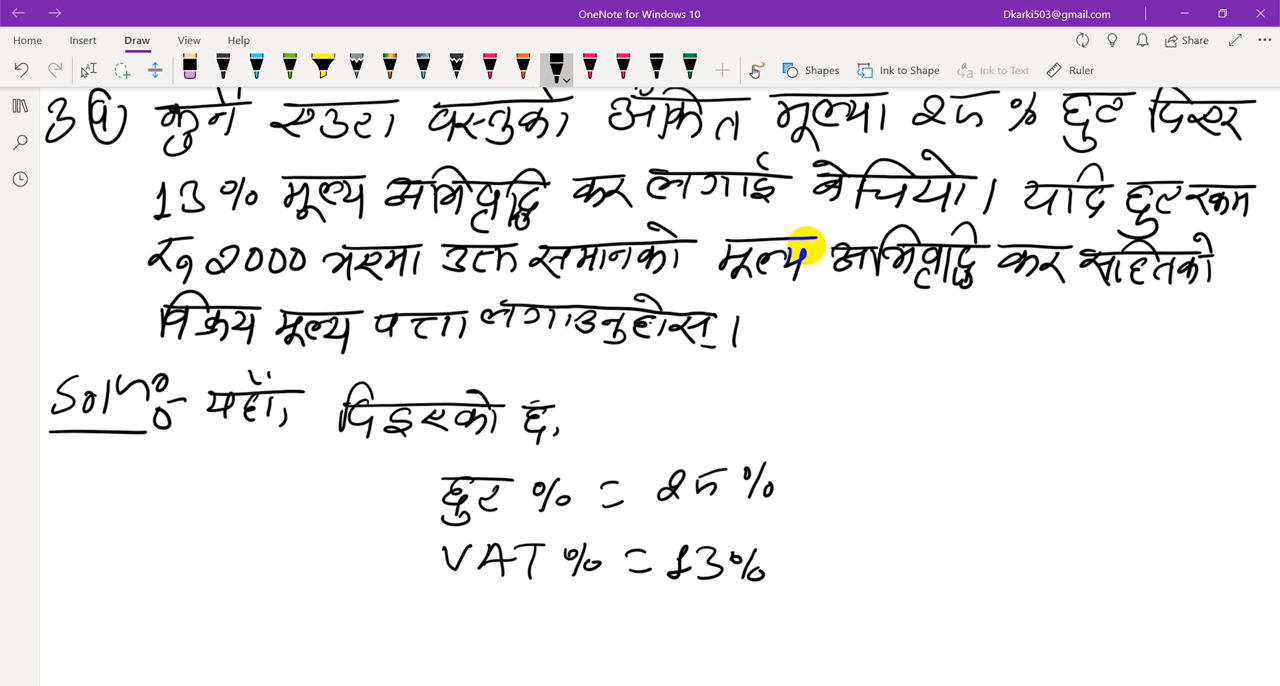 OneNote for Windows 10
Dkarki503@gmail.com
Home Insert Draw View Help
Share
Shapes Ink to Shape Ink to Text Ruler
3 कुनै एउटा वस्तुको अंकित मूल्यमा 25% छुट दिएर
13% मूल्य अभिवृद्धि कर लगाई बेचियो। यदि छुट रकम
रु 2000 भएमा उक्त समानको मूल्य अभिवृद्धि कर सहितको
विक्रय मूल्य पत्ता लगाउनुहोस्।
Soln: यहाँ, दिइएको छ,
छुट % = 25%
VAT % = 13%